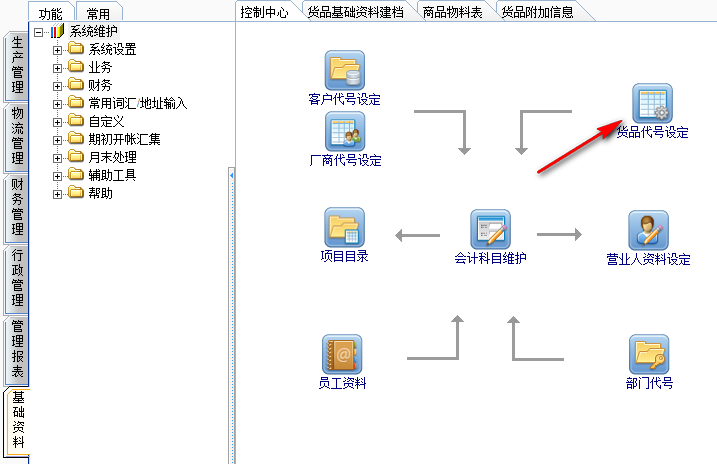 功能
常用
控制中心
货品基础资料建档
商品物料表
货品附加信息
生产管理
物流管理
财务管理
行政管理
管理报表
基础资料
系统维护
系统设置
业务
财务
常用词汇/地址输入
自定义
期初开帐汇集
月末处理
辅助工具
帮助
客户代号设定
货品代号设定
厂商代号设定
项目目录
会计科目维护
营业人资料设定
员工资料
部门代号